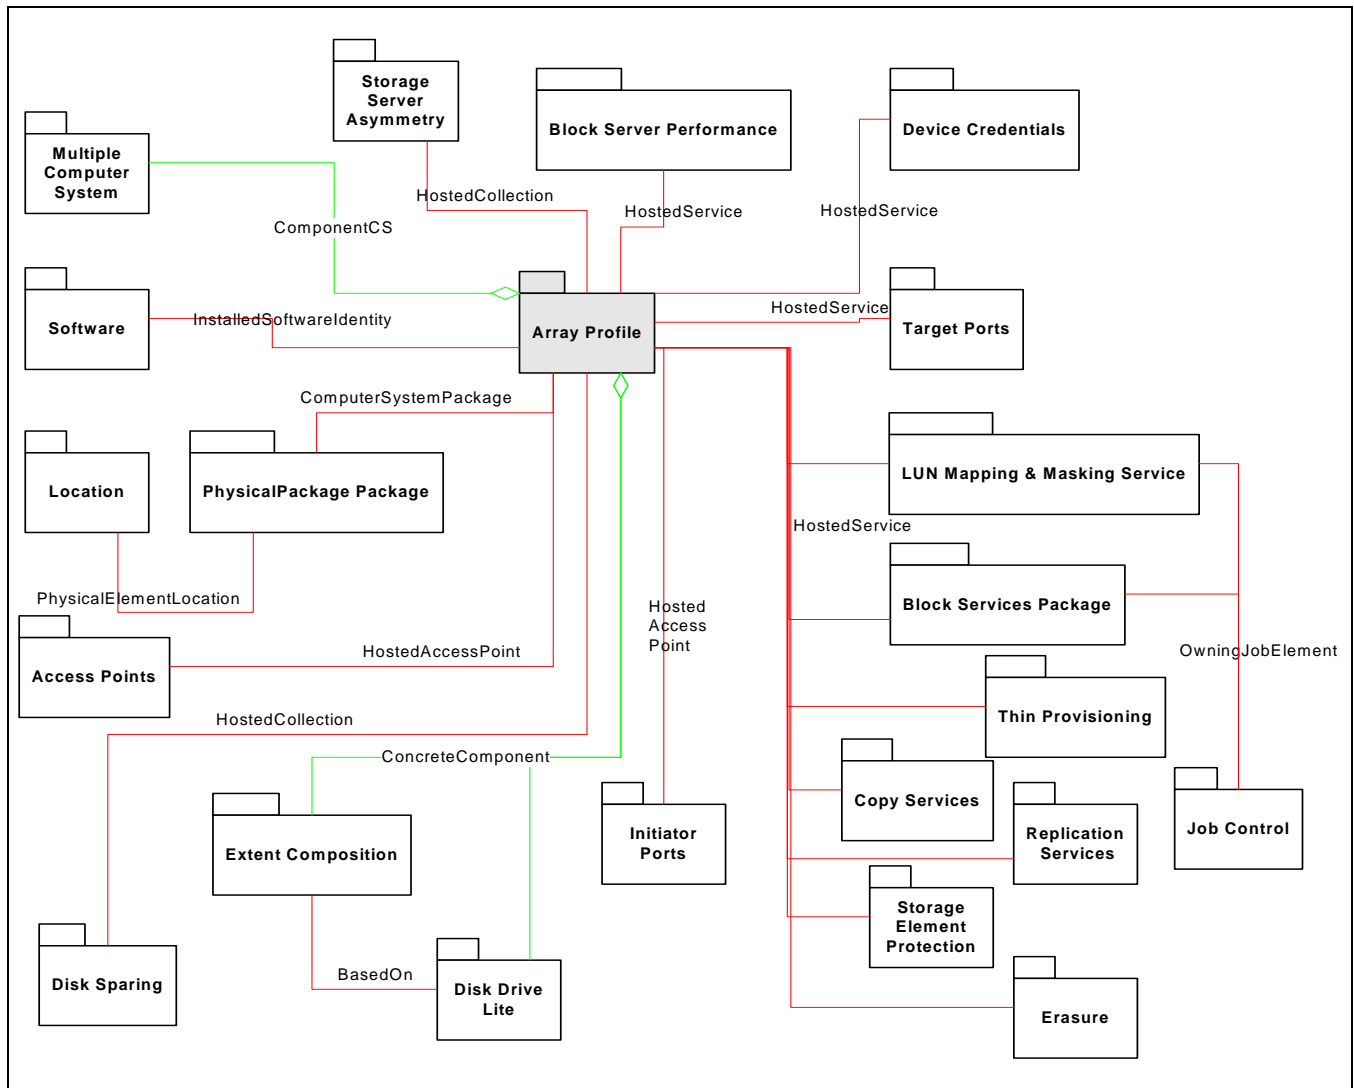 Storage
Server
Asymmetry
Block Server Performance
Device Credentials
Multiple
Computer
System
HostedCollection
HostedService
HostedService
ComponentCS
Software
InstalledSoftwareIdentity
Array Profile
HostedService
Target Ports
ComputerSystemPackage
Location
PhysicalPackage Package
LUN Mapping & Masking Service
HostedService
PhysicalElementLocation
Hosted
Access
Point
Block Services Package
Access Points
HostedAccessPoint
OwningJobElement
HostedCollection
Thin Provisioning
ConcreteComponent
Extent Composition
Initiator
Ports
Copy Services
Replication
Services
Job Control
Storage
Element
Protection
Disk Sparing
BasedOn
Disk Drive
Lite
Erasure